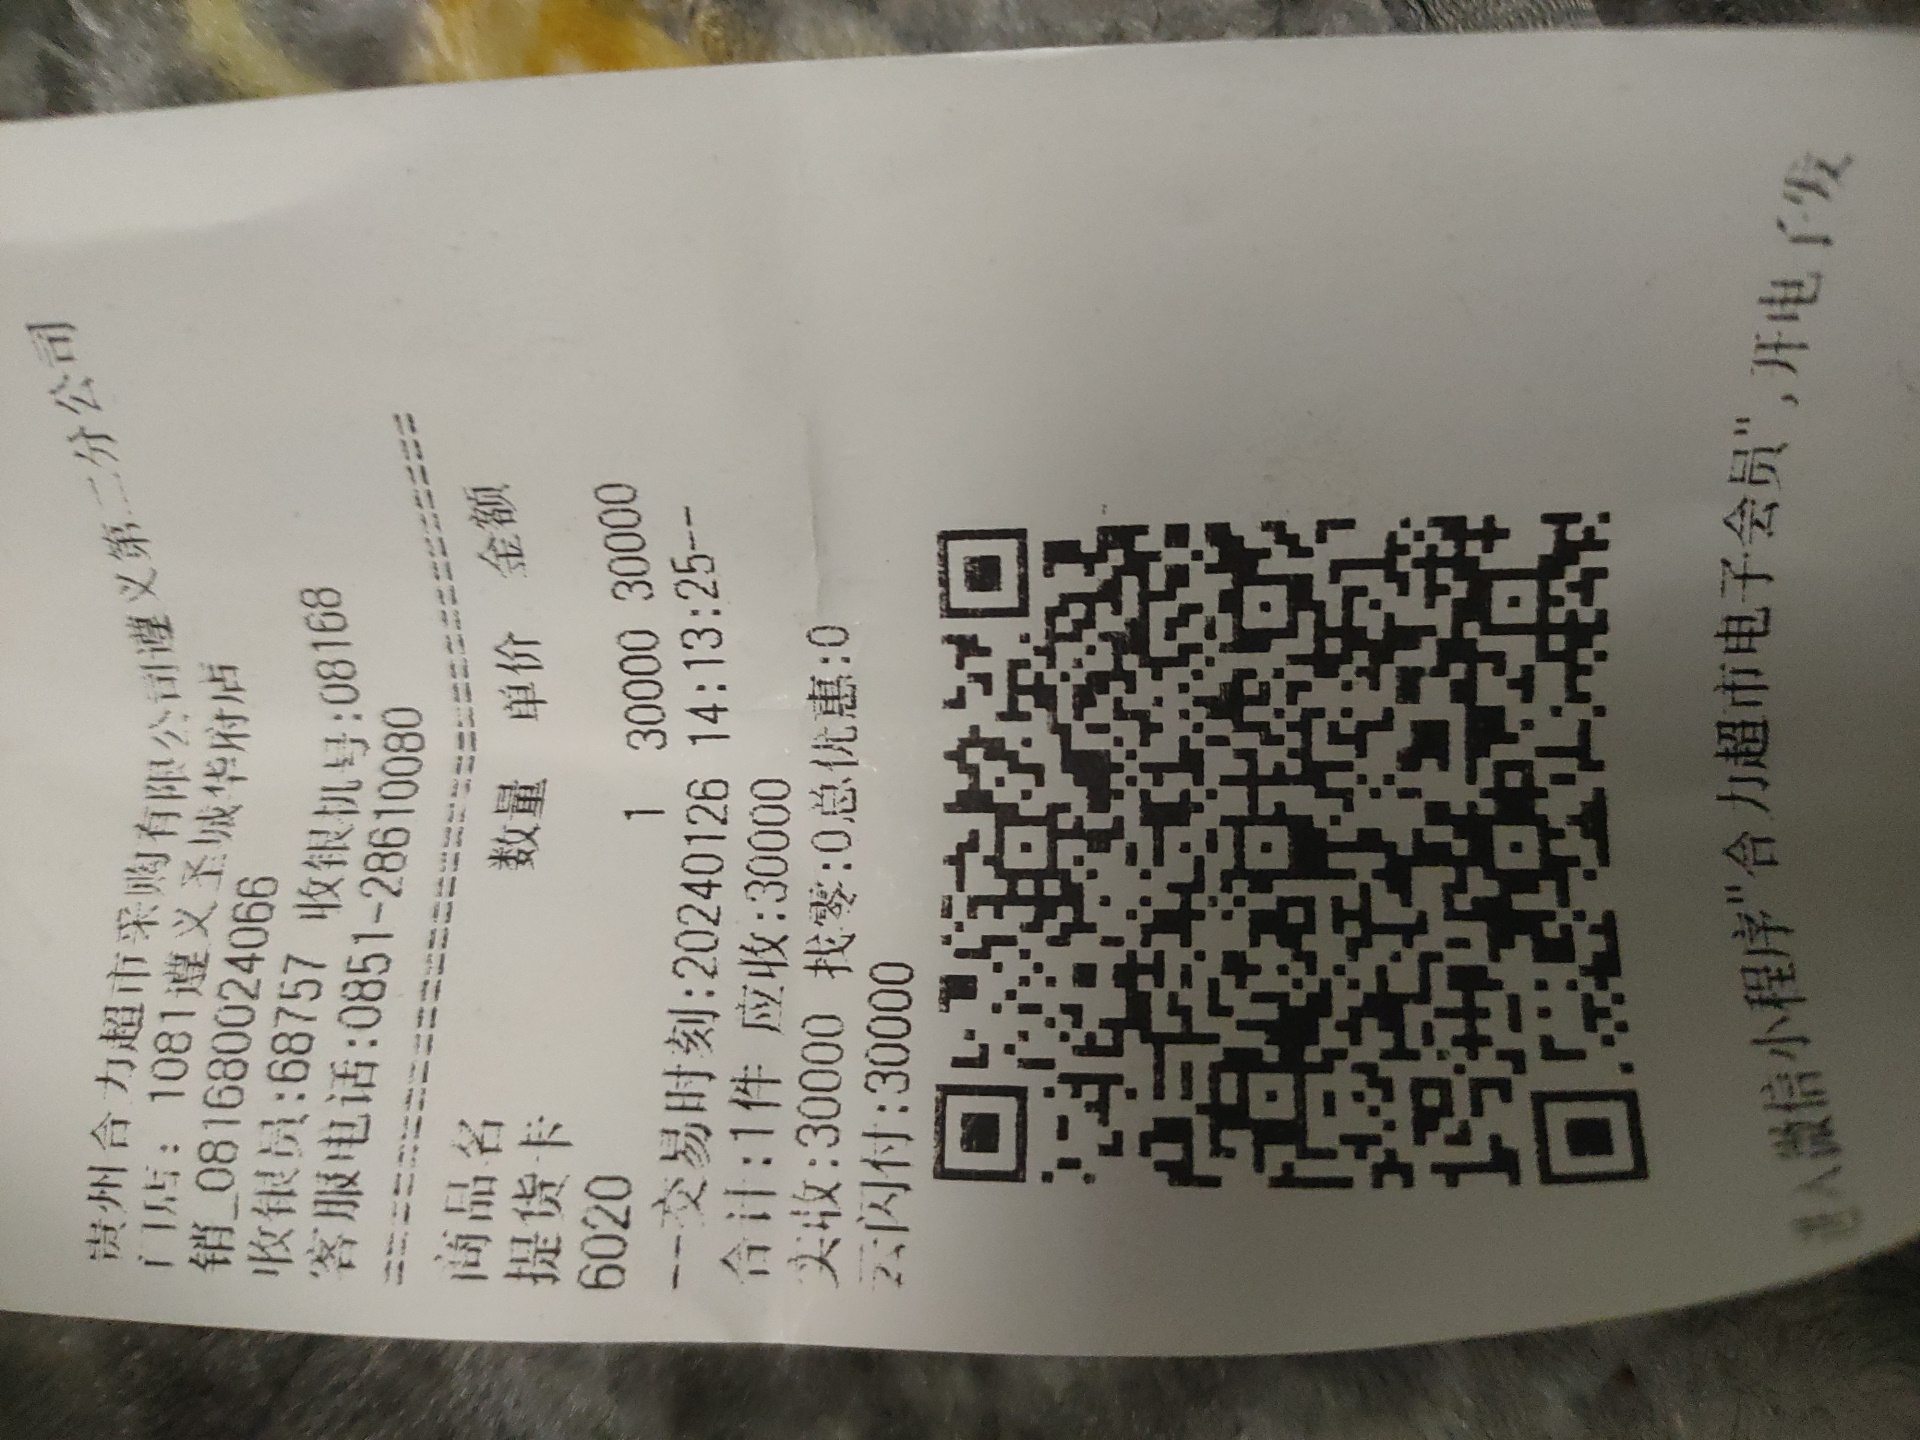 贵州合力超市采购有限公司遵义第二分公司
门店: 1081遵义圣城华府店
销_0816800024066
收银员:68757 收银机号:08168
客服电话:0851-28610080
商品名 数量 单价 金额
提货卡
6020 1 30000 30000
--交易时刻:20240126 14:13:25--
合计:1件 应收:30000
实收:30000 找零:0总优惠:0
云闪付:30000
进入微信小程序"合力超市电子会员",开电子发